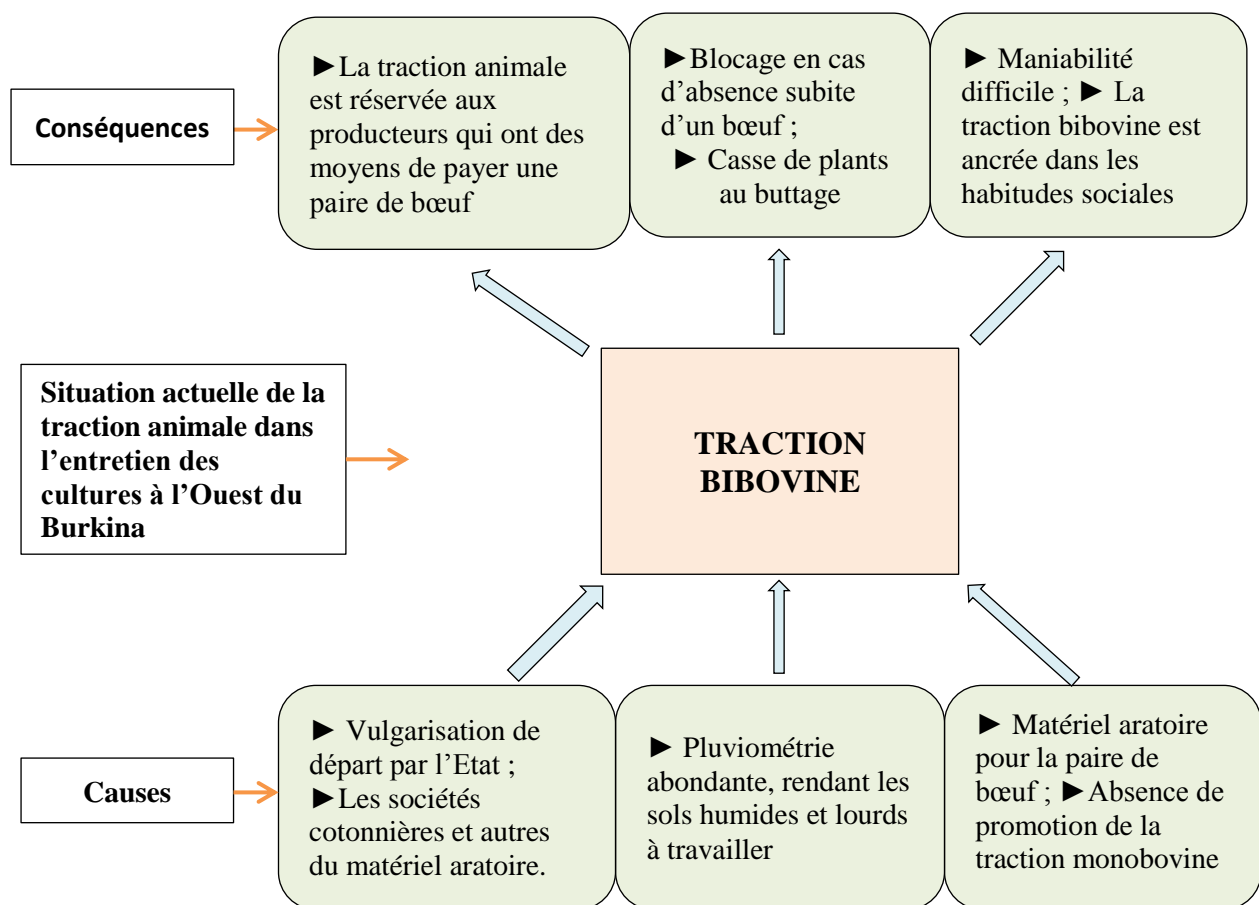 Conséquences
►La traction animale
est réservée aux
producteurs qui ont des
moyens de payer une
paire de bœuf
►Blocage en cas
d’absence subite
d’un bœuf ;
► Casse de plants
au buttage
► Maniabilité
difficile ; ► La
traction bibovine est
ancrée dans les
habitudes sociales
Situation actuelle de la
traction animale dans
l’entretien des
cultures à l’Ouest du
Burkina
TRACTION
BIBOVINE
Causes
► Vulgarisation de
départ par l’Etat ;
►Les sociétés
cotonnières et autres
du matériel aratoire.
► Pluviométrie
abondante, rendant les
sols humides et lourds
à travailler
► Matériel aratoire
pour la paire de
bœuf ; ►Absence de
promotion de la
traction monobovine